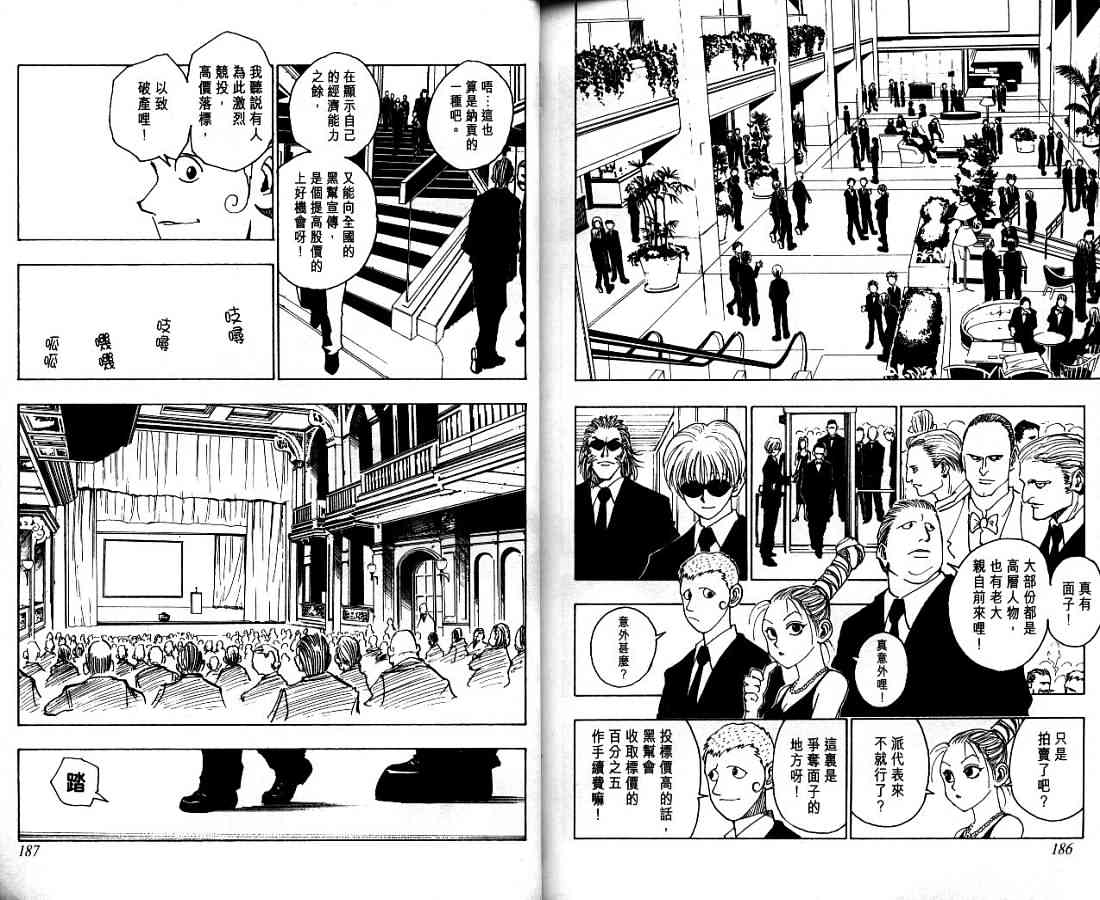 真有
面子！
大部份都是
高層人物，
也有老大
親自前來哩！
真意外哩！
意外甚麼？
只是
拍賣了吧？
派代表來
不就行了？
這裏是
爭奪面子的
地方呀！
投標價高的話，
黑幫會
收取標價的
百分之五
作手續費嘛！
186
唔…這也
算是納貢的
一種吧。
在顯示自己
的經濟能力
之餘，
又能向全國的
黑幫宣傳，
是個提高股價的
上好機會呀！
我聽説有人
為此激烈
競投，
高價落標，
以致
破產哩！
吱噚
吱噚
嘰嘰
呱呱
踏
187